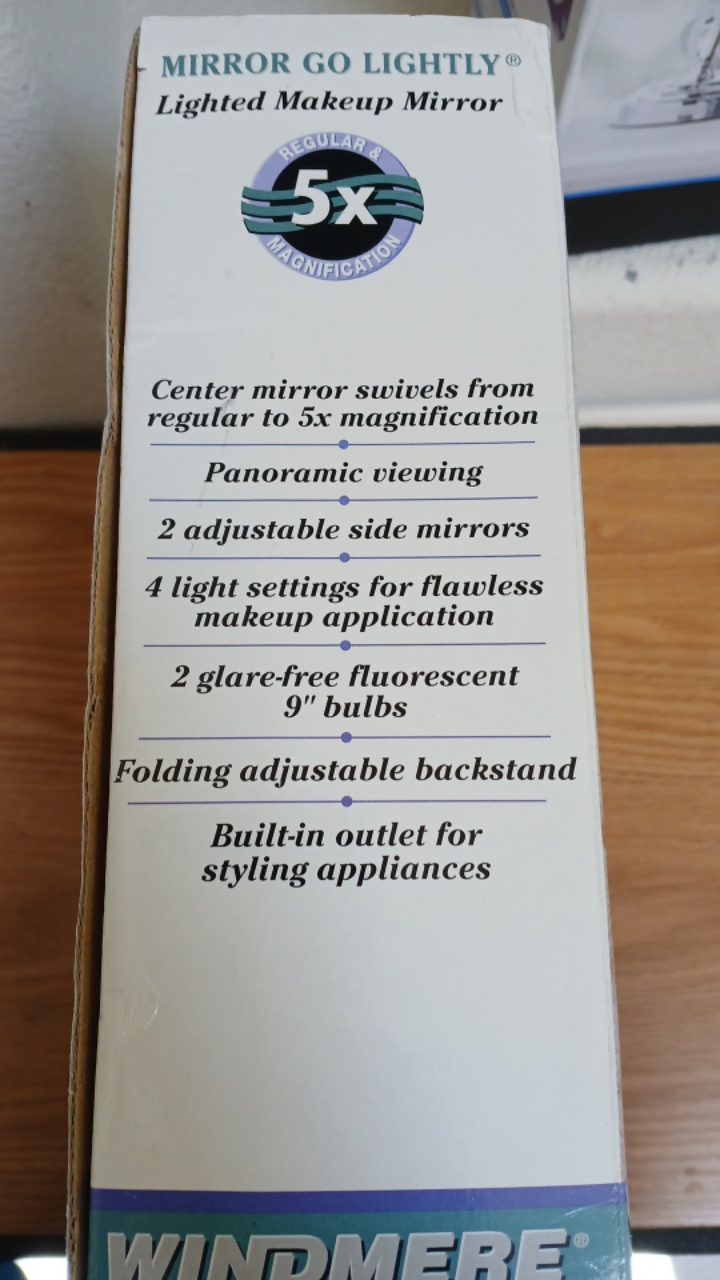 MIRROR GO LIGHTLY®
Lighted Makeup Mirror
REGULAR &
5x
MAGNIFICATION
Center mirror swivels from
regular to 5x magnification
Panoramic viewing
2 adjustable side mirrors
4 light settings for flawless
makeup application
2 glare-free fluorescent
9" bulbs
Folding adjustable backstand
Built-in outlet for
styling appliances
WINDMERE®